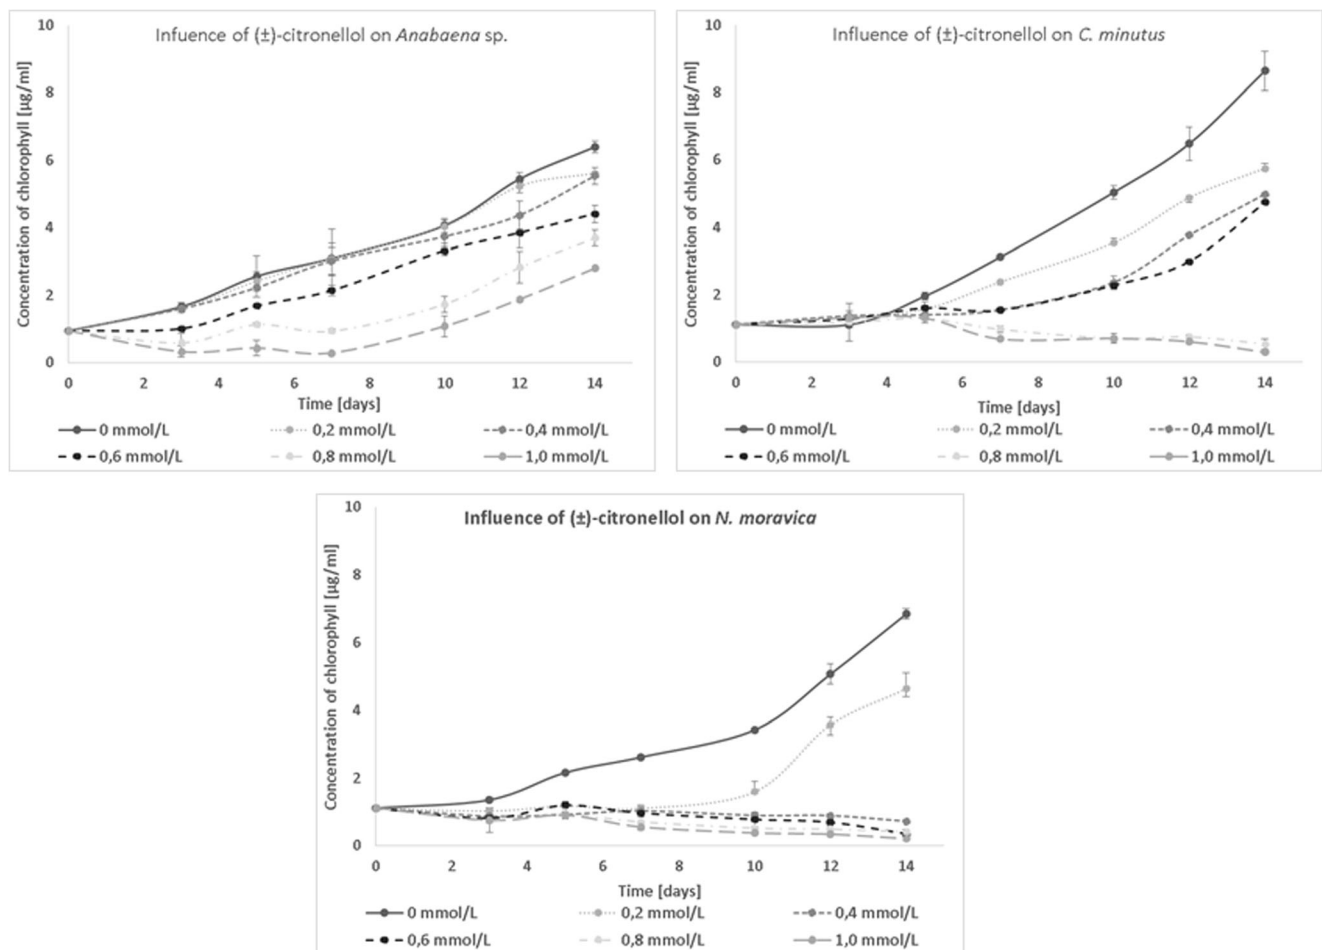 Infuence of (±)-citronellol on Anabaena sp.
Concentration of chlorophyll [µg/ml]
10
8
6
4
2
0
0 2 4 6 8 10 12 14
Time [days]
0 mmol/L 0,2 mmol/L 0,4 mmol/L
0,6 mmol/L 0,8 mmol/L 1,0 mmol/L
Influence of (±)-citronellol on C. minutus
Concentration of chlorophyll [µg/ml]
10
8
6
4
2
0
0 2 4 6 8 10 12 14
Time [days]
0 mmol/L 0,2 mmol/L 0,4 mmol/L
0,6 mmol/L 0,8 mmol/L 1,0 mmol/L
Influence of (±)-citronellol on N. moravica
Concentration of chlorophyll [µg/ml]
10
8
6
4
2
0
0 2 4 6 8 10 12 14
Time [days]
0 mmol/L 0,2 mmol/L 0,4 mmol/L
0,6 mmol/L 0,8 mmol/L 1,0 mmol/L